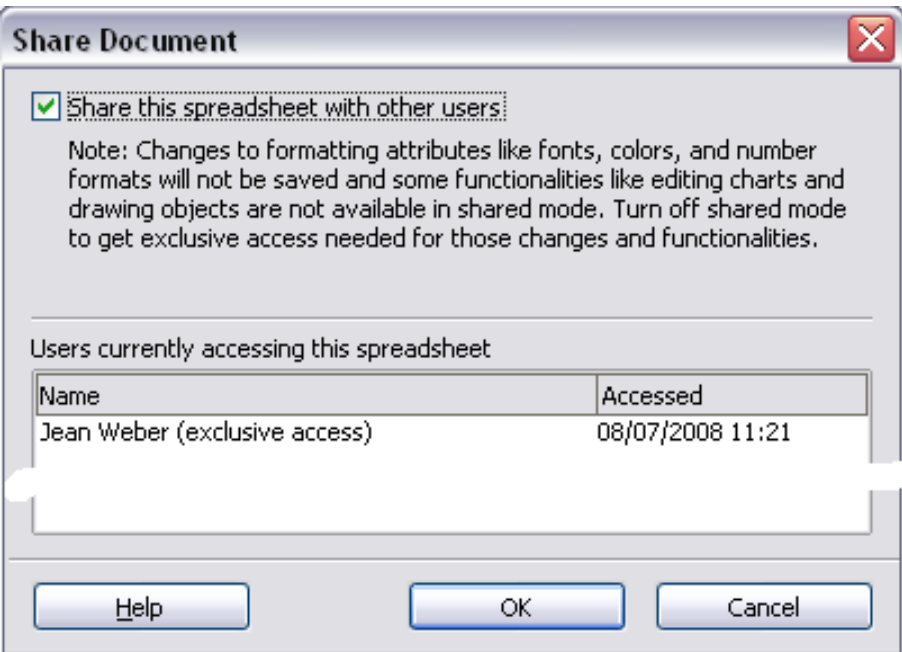 Share Document
Share this spreadsheet with other users
Note: Changes to formatting attributes like fonts, colors, and number
formats will not be saved and some functionalities like editing charts and
drawing objects are not available in shared mode. Turn off shared mode
to get exclusive access needed for those changes and functionalities.
Users currently accessing this spreadsheet
Name Accessed
Jean Weber (exclusive access) 08/07/2008 11:21
Help OK Cancel